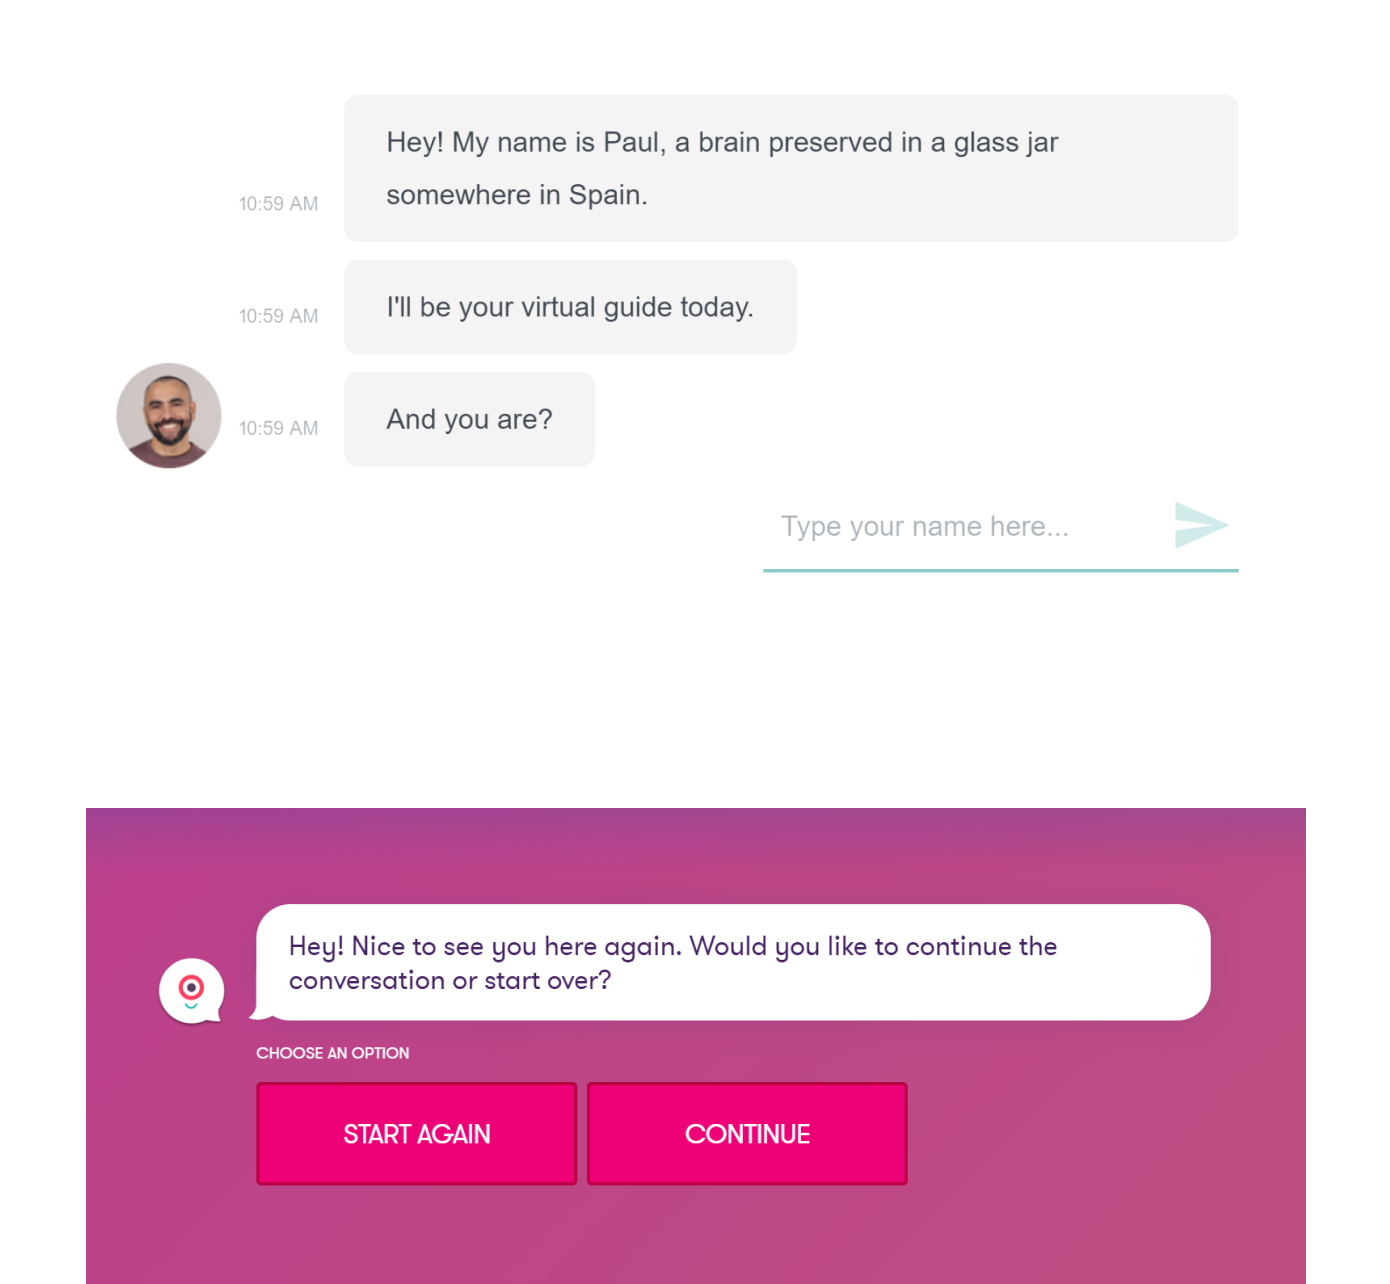 Hey! My name is Paul, a brain preserved in a glass jar
somewhere in Spain.
10:59 AM
I'll be your virtual guide today.
10:59 AM
And you are?
10:59 AM
Type your name here...
Hey! Nice to see you here again. Would you like to continue the
conversation or start over?
CHOOSE AN OPTION
START AGAIN
CONTINUE